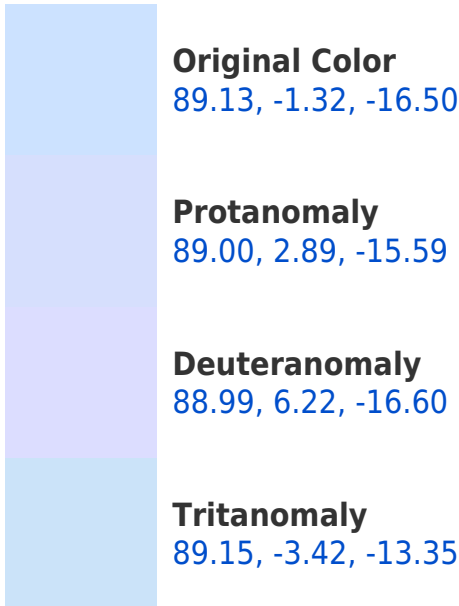 Original Color
89.13, -1.32, -16.50
Protanomaly
89.00, 2.89, -15.59
Deuteranomaly
88.99, 6.22, -16.60
Tritanomaly
89.15, -3.42, -13.35